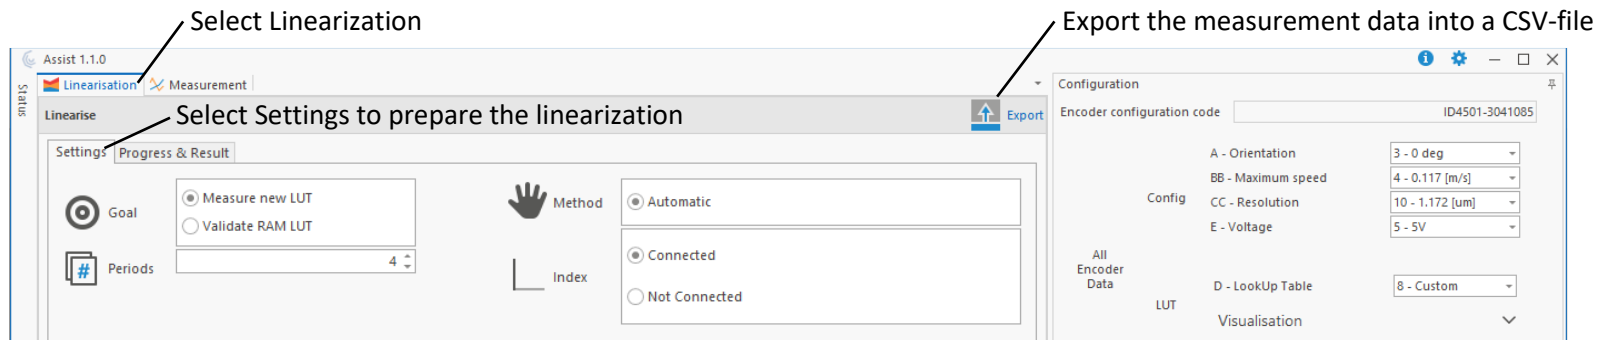 Select Linearization
Export the measurement data into a CSV-file
Assist 1.1.0
Status
Linearisation
Measurement
Configuration
Linearise
Select Settings to prepare the linearization
Export
Encoder configuration code
ID4501-3041085
Settings
Progress & Result
A - Orientation
3 - 0 deg
BB - Maximum speed
4 - 0.117 [m/s]
Config
CC - Resolution
10 - 1.172 [um]
E - Voltage
5 - 5V
Goal
Measure new LUT
Validate RAM LUT
Method
Automatic
# Periods
4
Index
Connected
Not Connected
All
Encoder
Data
LUT
D - LookUp Table
8 - Custom
Visualisation